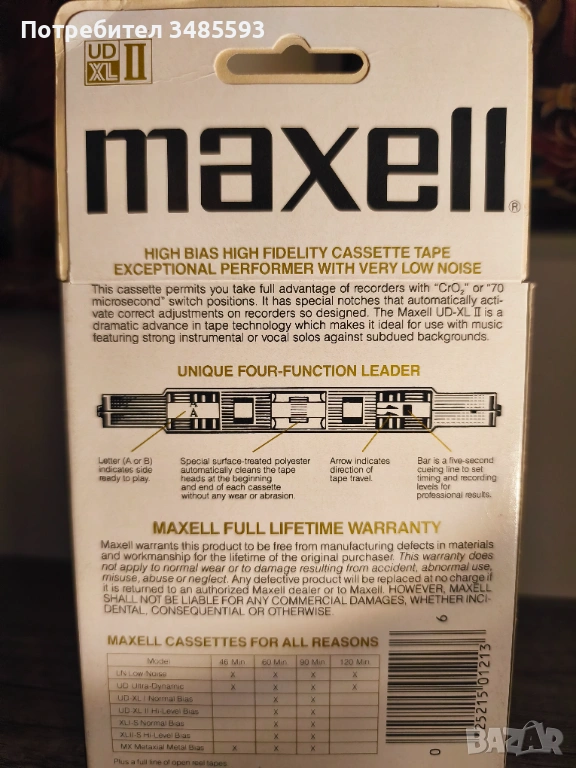 Потребител 3485593
UD
XL II
maxell®
HIGH BIAS HIGH FIDELITY CASSETTE TAPE
EXCEPTIONAL PERFORMER WITH VERY LOW NOISE
This cassette permits you take full advantage of recorders with "CrO₂" or "70
microsecond" switch positions. It has special notches that automatically acti-
vate correct adjustments on recorders so designed. The Maxell UD-XL II is a
dramatic advance in tape technology which makes it ideal for use with music
featuring strong instrumental or vocal solos against subdued backgrounds.
UNIQUE FOUR-FUNCTION LEADER
A
A
Letter (A or B)
indicates side
ready to play.
Special surface-treated polyester
automatically cleans the tape
heads at the beginning
and end of each cassette
without any wear or abrasion.
Arrow indicates
direction of
tape travel.
Bar is a five-second
cueing line to set
timing and recording
levels for
professional results.
MAXELL FULL LIFETIME WARRANTY
Maxell warrants this product to be free from manufacturing defects in materials
and workmanship for the lifetime of the original purchaser. This warranty does
not apply to normal wear or to damage resulting from accident, abnormal use,
misuse, abuse or neglect. Any defective product will be replaced at no charge if
it is returned to an authorized Maxell dealer or to Maxell. HOWEVER, MAXELL
SHALL NOT BE LIABLE FOR ANY COMMERCIAL DAMAGES, WHETHER INCI-
DENTAL, CONSEQUENTIAL OR OTHERWISE.
MAXELL CASSETTES FOR ALL REASONS
Model 46 Min. 60 Min. 90 Min. 120 Min.
LN-Low Noise X X X X
UD Ultra-Dynamic X X X X
UD-XL I Normal Bias X X
UD-XL II Hi-Level Bias X X
XLI-S Normal Bias X X
XLII-S Hi-Level Bias X X
MX Metaxial Metal Bias X X X
Plus a full line of open reel tapes.
0 25215 01213 6
BAZAR